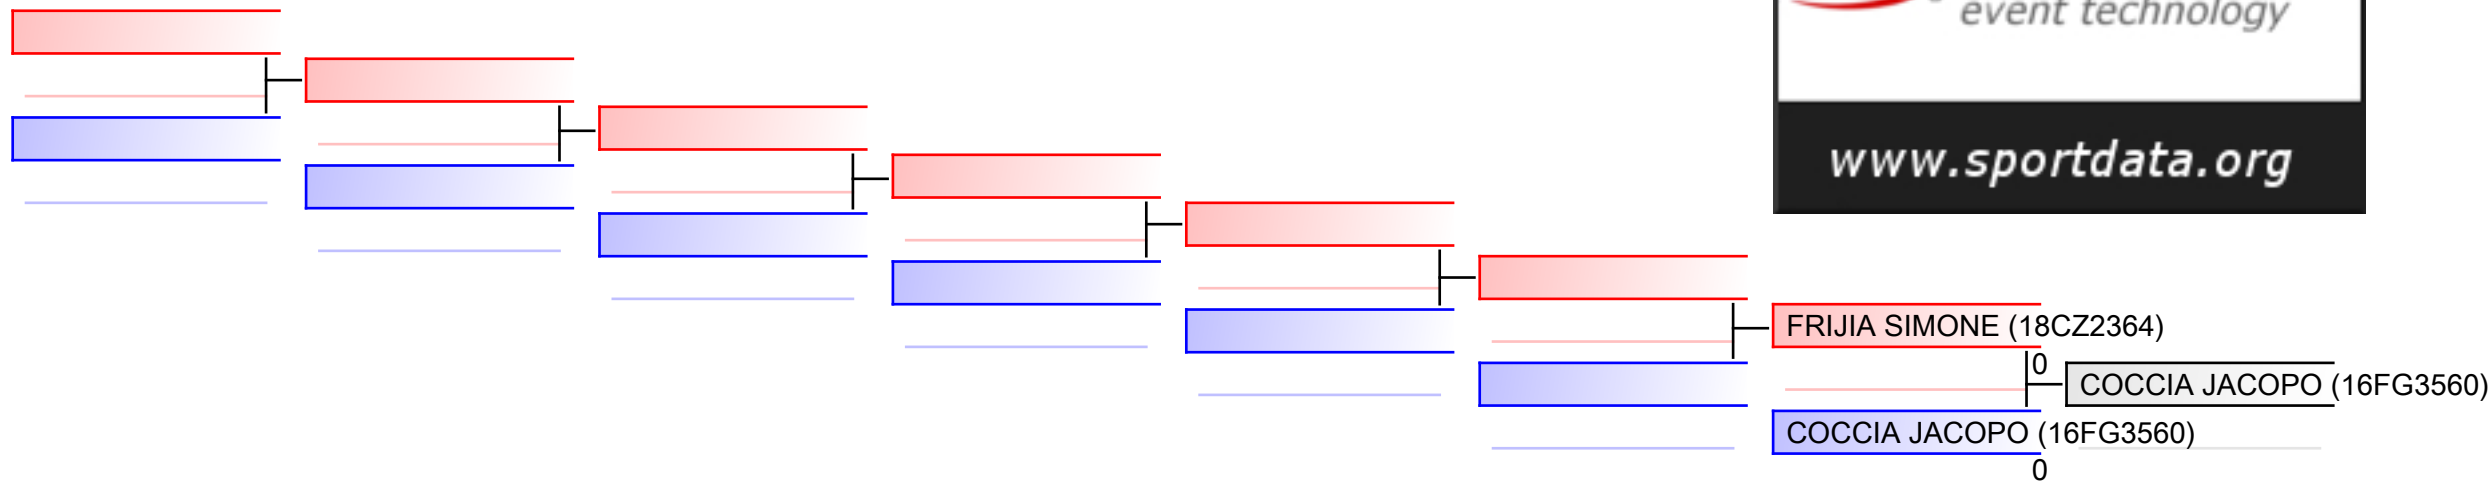 event technology
www.sportdata.org
FRIJIA SIMONE (18CZ2364)
0
COCCIA JACOPO (16FG3560)
COCCIA JACOPO (16FG3560)
0